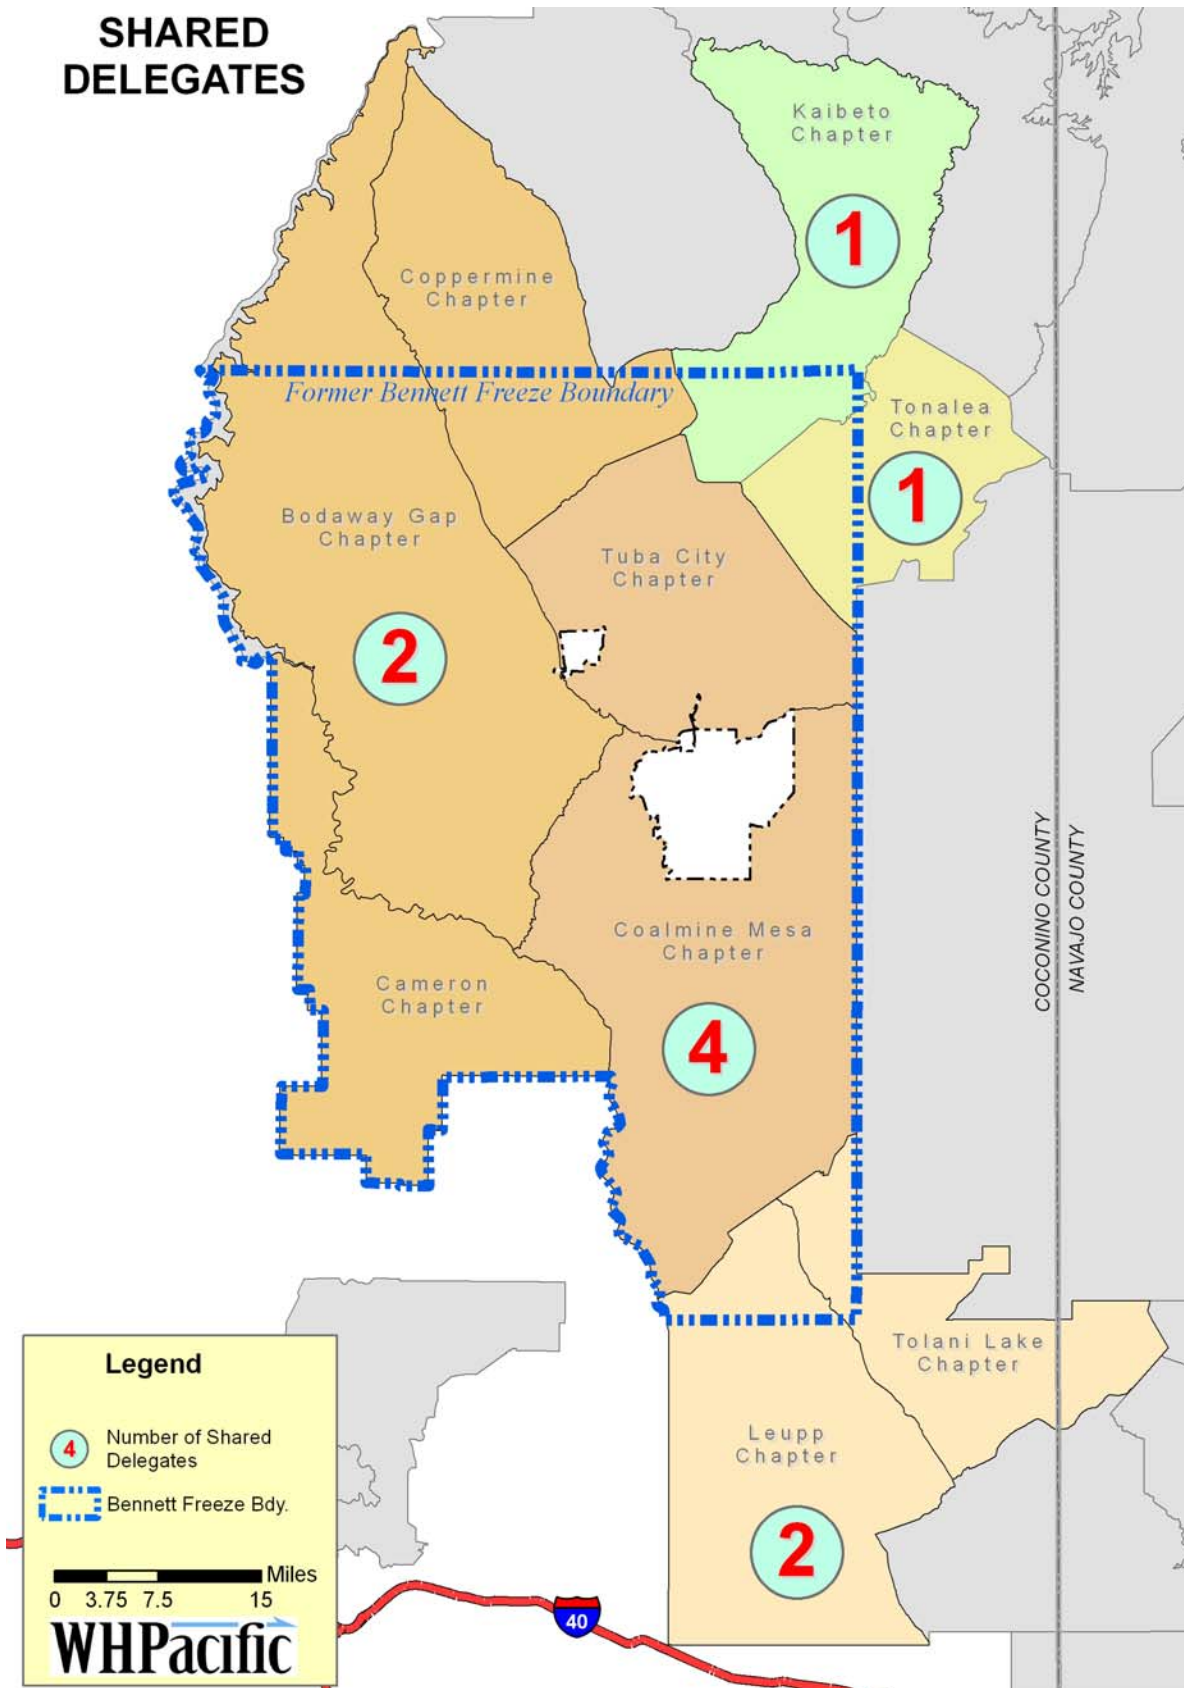 SHARED
DELEGATES
Kaibeto
Chapter
1
Coppermine
Chapter
Former Bennett Freeze Boundary
Tonalea
Chapter
1
Bodaway Gap
Chapter
Tuba City
Chapter
2
COCONINO COUNTY
NAVAJO COUNTY
Coalmine Mesa
Chapter
Cameron
Chapter
4
Tolani Lake
Chapter
Leupp
Chapter
2
Legend
4
Number of Shared
Delegates
Bennett Freeze Bdy.
Miles
0 3.75 7.5 15
WHPacific
40